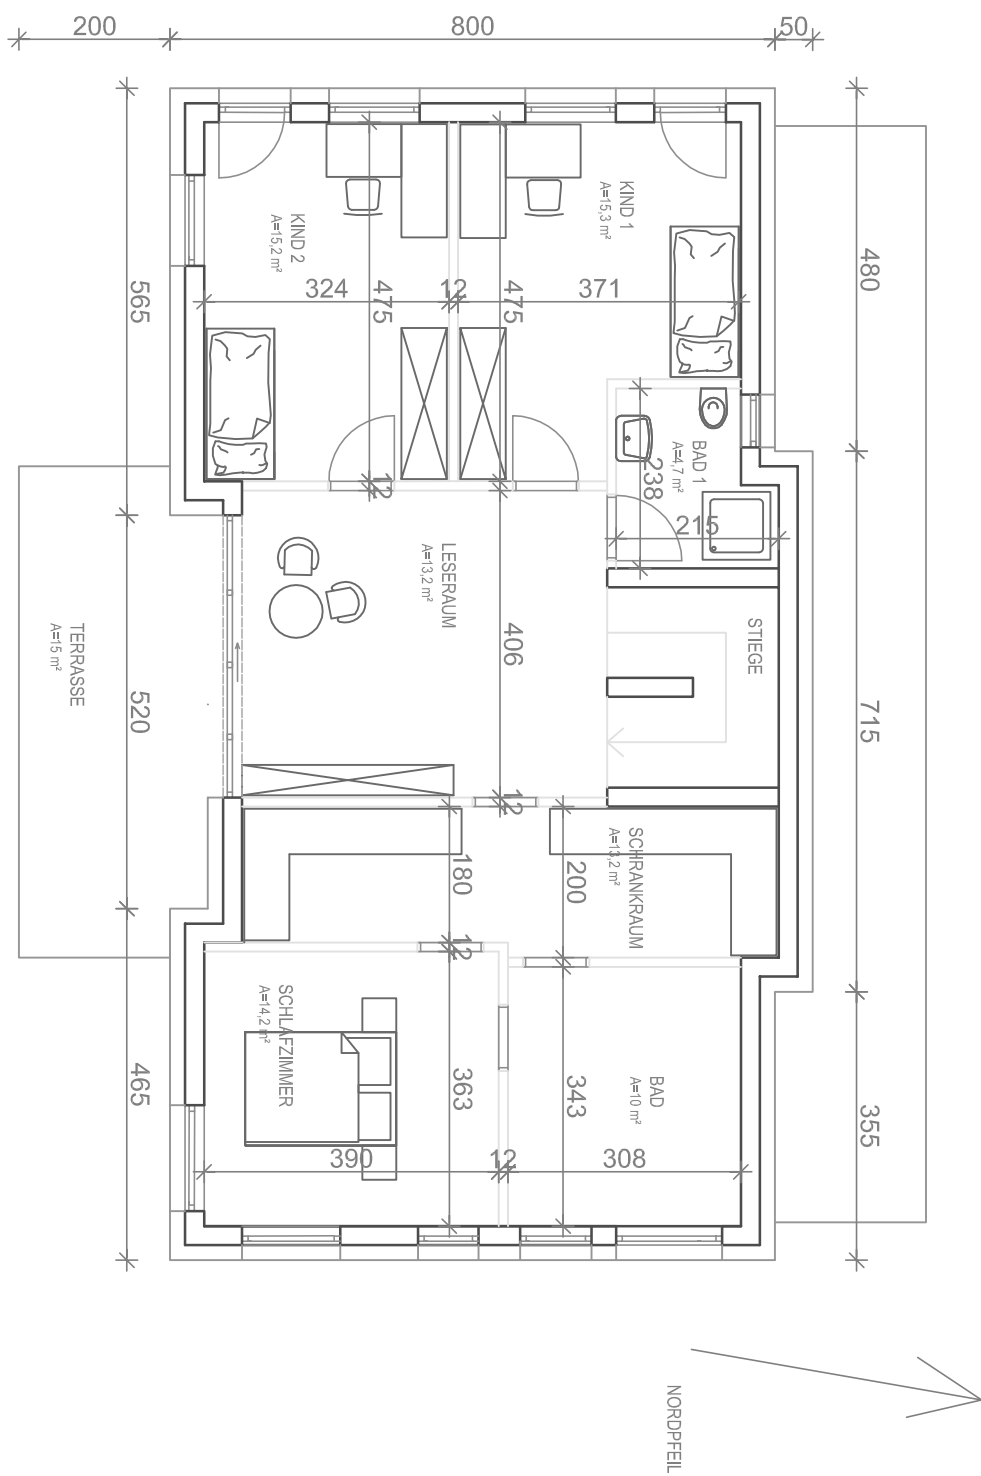 200
800
50
565
520
465
480
715
355
KIND 2
A=15,2 m²
KIND 1
A=15,3 m²
324
475
12
475
371
BAD 1
A=4,7 m²
238
215
12
LESERAUM
A=13,2 m²
406
STIEGE
TERRASSE
A=15 m²
12
SCHRANKRAUM
A=13,2 m²
180
200
12
SCHLAFZIMMER
A=14,2 m²
363
343
BAD
A=10 m²
390
12
308
NORDPFEIL